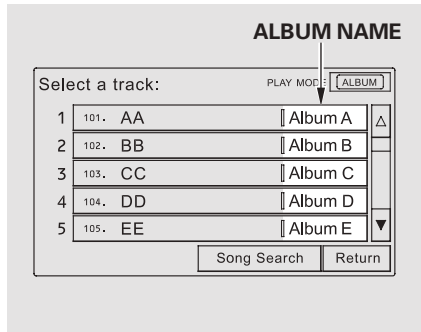 ALBUM NAME
Select a track: PLAY MODE ALBUM
1 101. AA Album A
2 102. BB Album B
3 103. CC Album C
4 104. DD Album D
5 105. EE Album E
Song Search Return